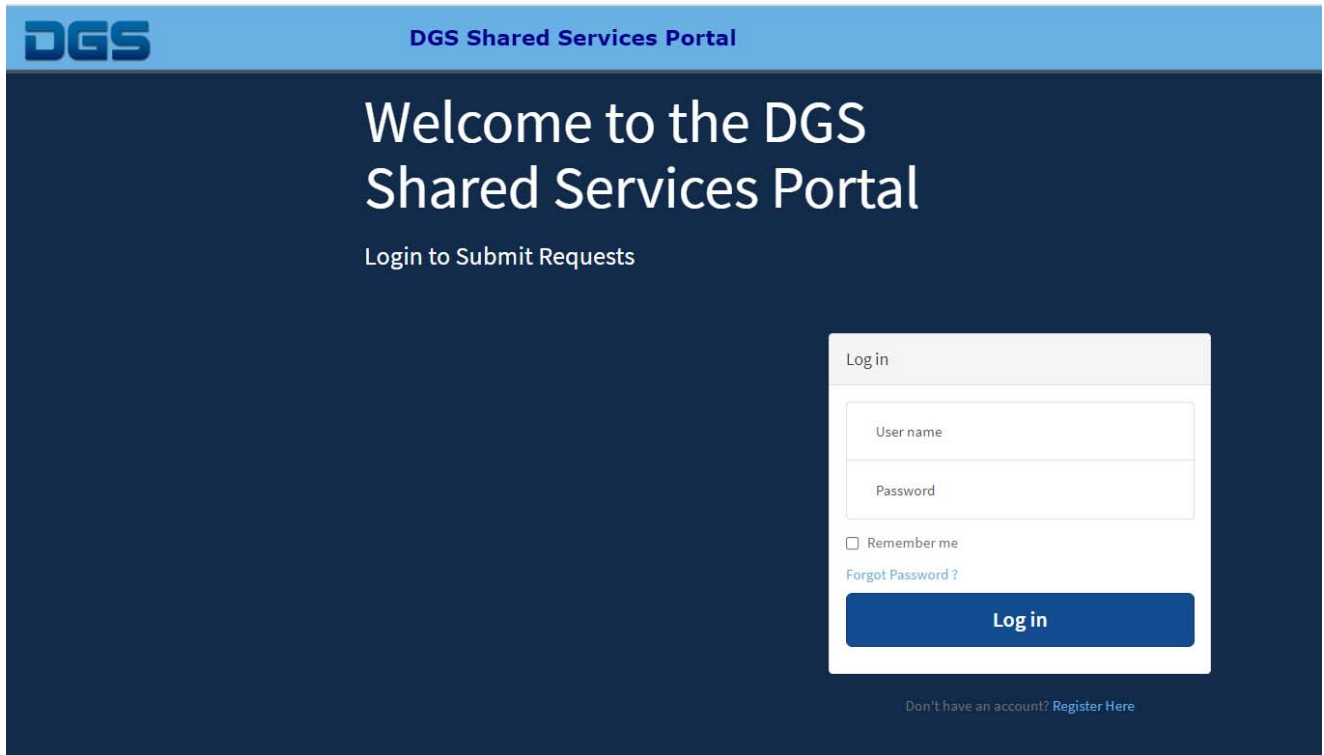 DGS
DGS Shared Services Portal
Welcome to the DGS
Shared Services Portal
Login to Submit Requests
Log in
User name
Password
Remember me
Forgot Password ?
Log in
Don't have an account? Register Here